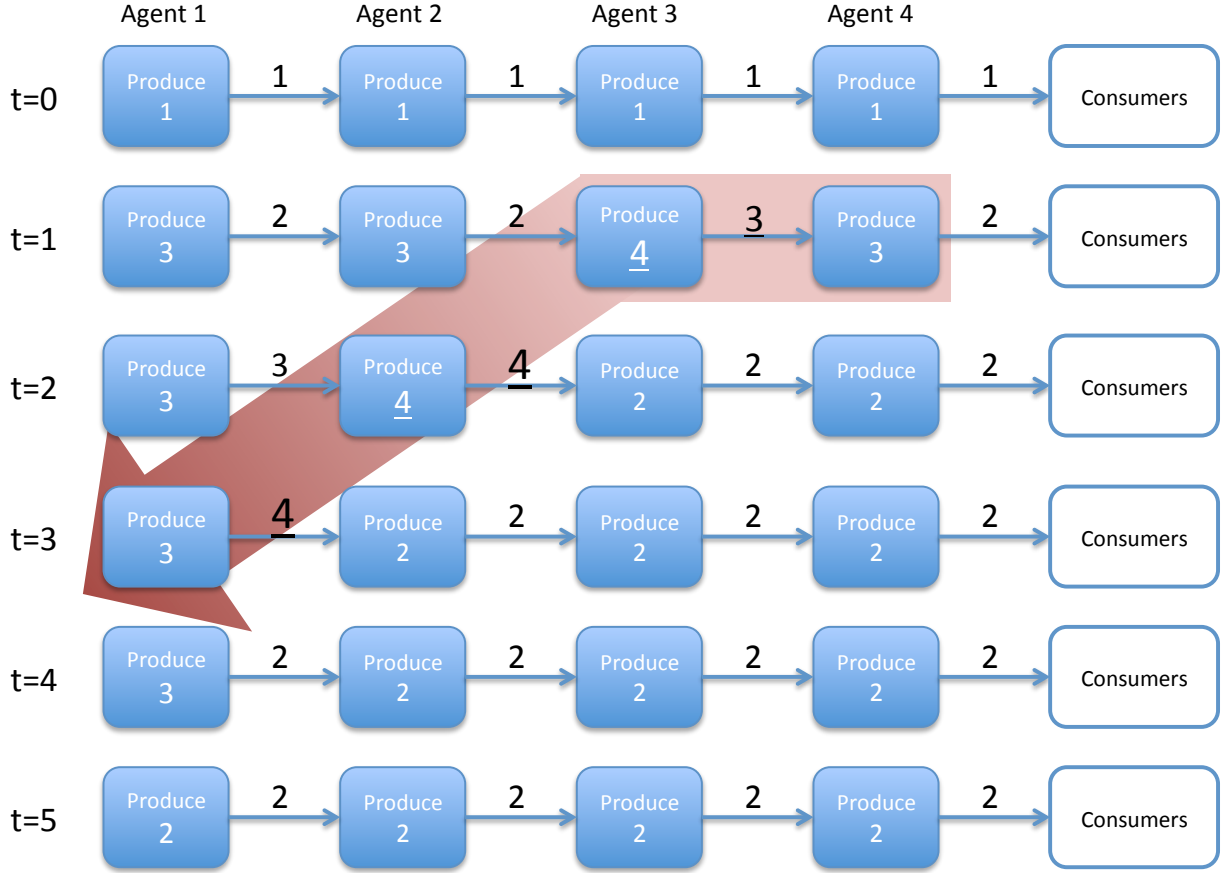 Agent 1 Agent 2 Agent 3 Agent 4
t=0
Produce 1
1
Produce 1
1
Produce 1
1
Produce 1
1
Consumers
t=1
Produce 3
2
Produce 3
2
Produce 4
3
Produce 3
2
Consumers
t=2
Produce 3
3
Produce 4
4
Produce 2
2
Produce 2
2
Consumers
t=3
Produce 3
4
Produce 2
2
Produce 2
2
Produce 2
2
Consumers
t=4
Produce 3
2
Produce 2
2
Produce 2
2
Produce 2
2
Consumers
t=5
Produce 2
2
Produce 2
2
Produce 2
2
Produce 2
2
Consumers